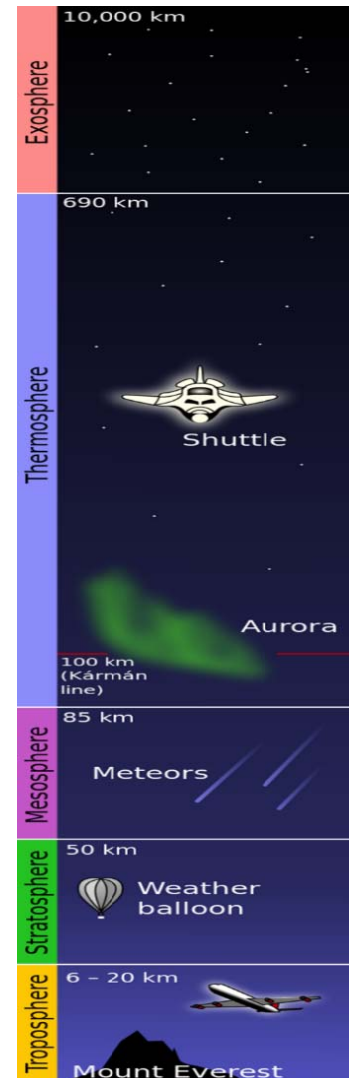 10,000 km
Exosphere
690 km
Thermosphere
Shuttle
Aurora
100 km
(Kármán
line)
85 km
Mesosphere
Meteors
50 km
Stratosphere
Weather
balloon
6 – 20 km
Troposphere
Mount Everest